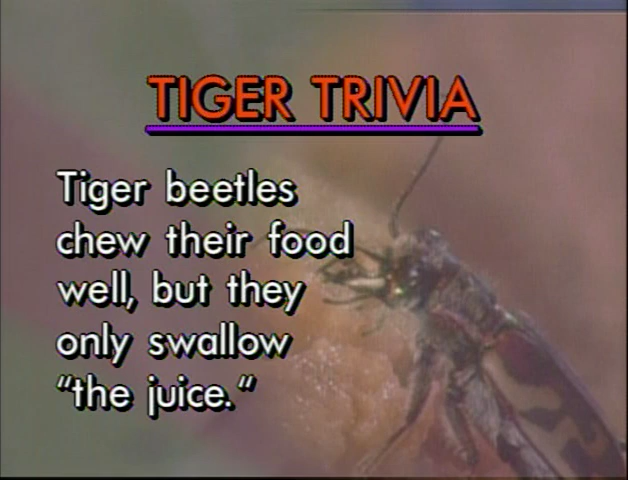 TIGER TRIVIA
Tiger beetles
chew their food
well, but they
only swallow
“the juice.“